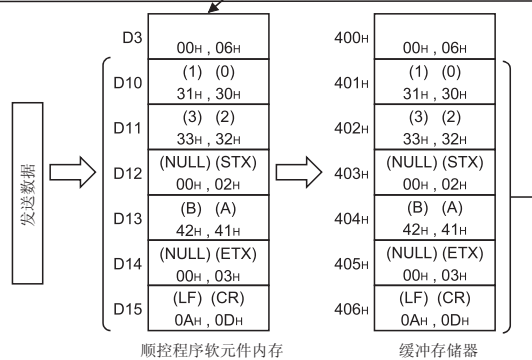 D3 00H , 06H 400H 00H , 06H
(1) (0) (1) (0)
D10 31H , 30H 401H 31H , 30H
(3) (2) (3) (2)
D11 33H , 32H 402H 33H , 32H
(NULL) (STX) (NULL) (STX)
D12 00H , 02H 403H 00H , 02H
(B) (A) (B) (A)
D13 42H , 41H 404H 42H , 41H
(NULL) (ETX) (NULL) (ETX)
D14 00H , 03H 405H 00H , 03H
(LF) (CR) (LF) (CR)
D15 0AH , 0DH 406H 0AH , 0DH
发送数据
顺控程序软元件内存 缓冲存储器